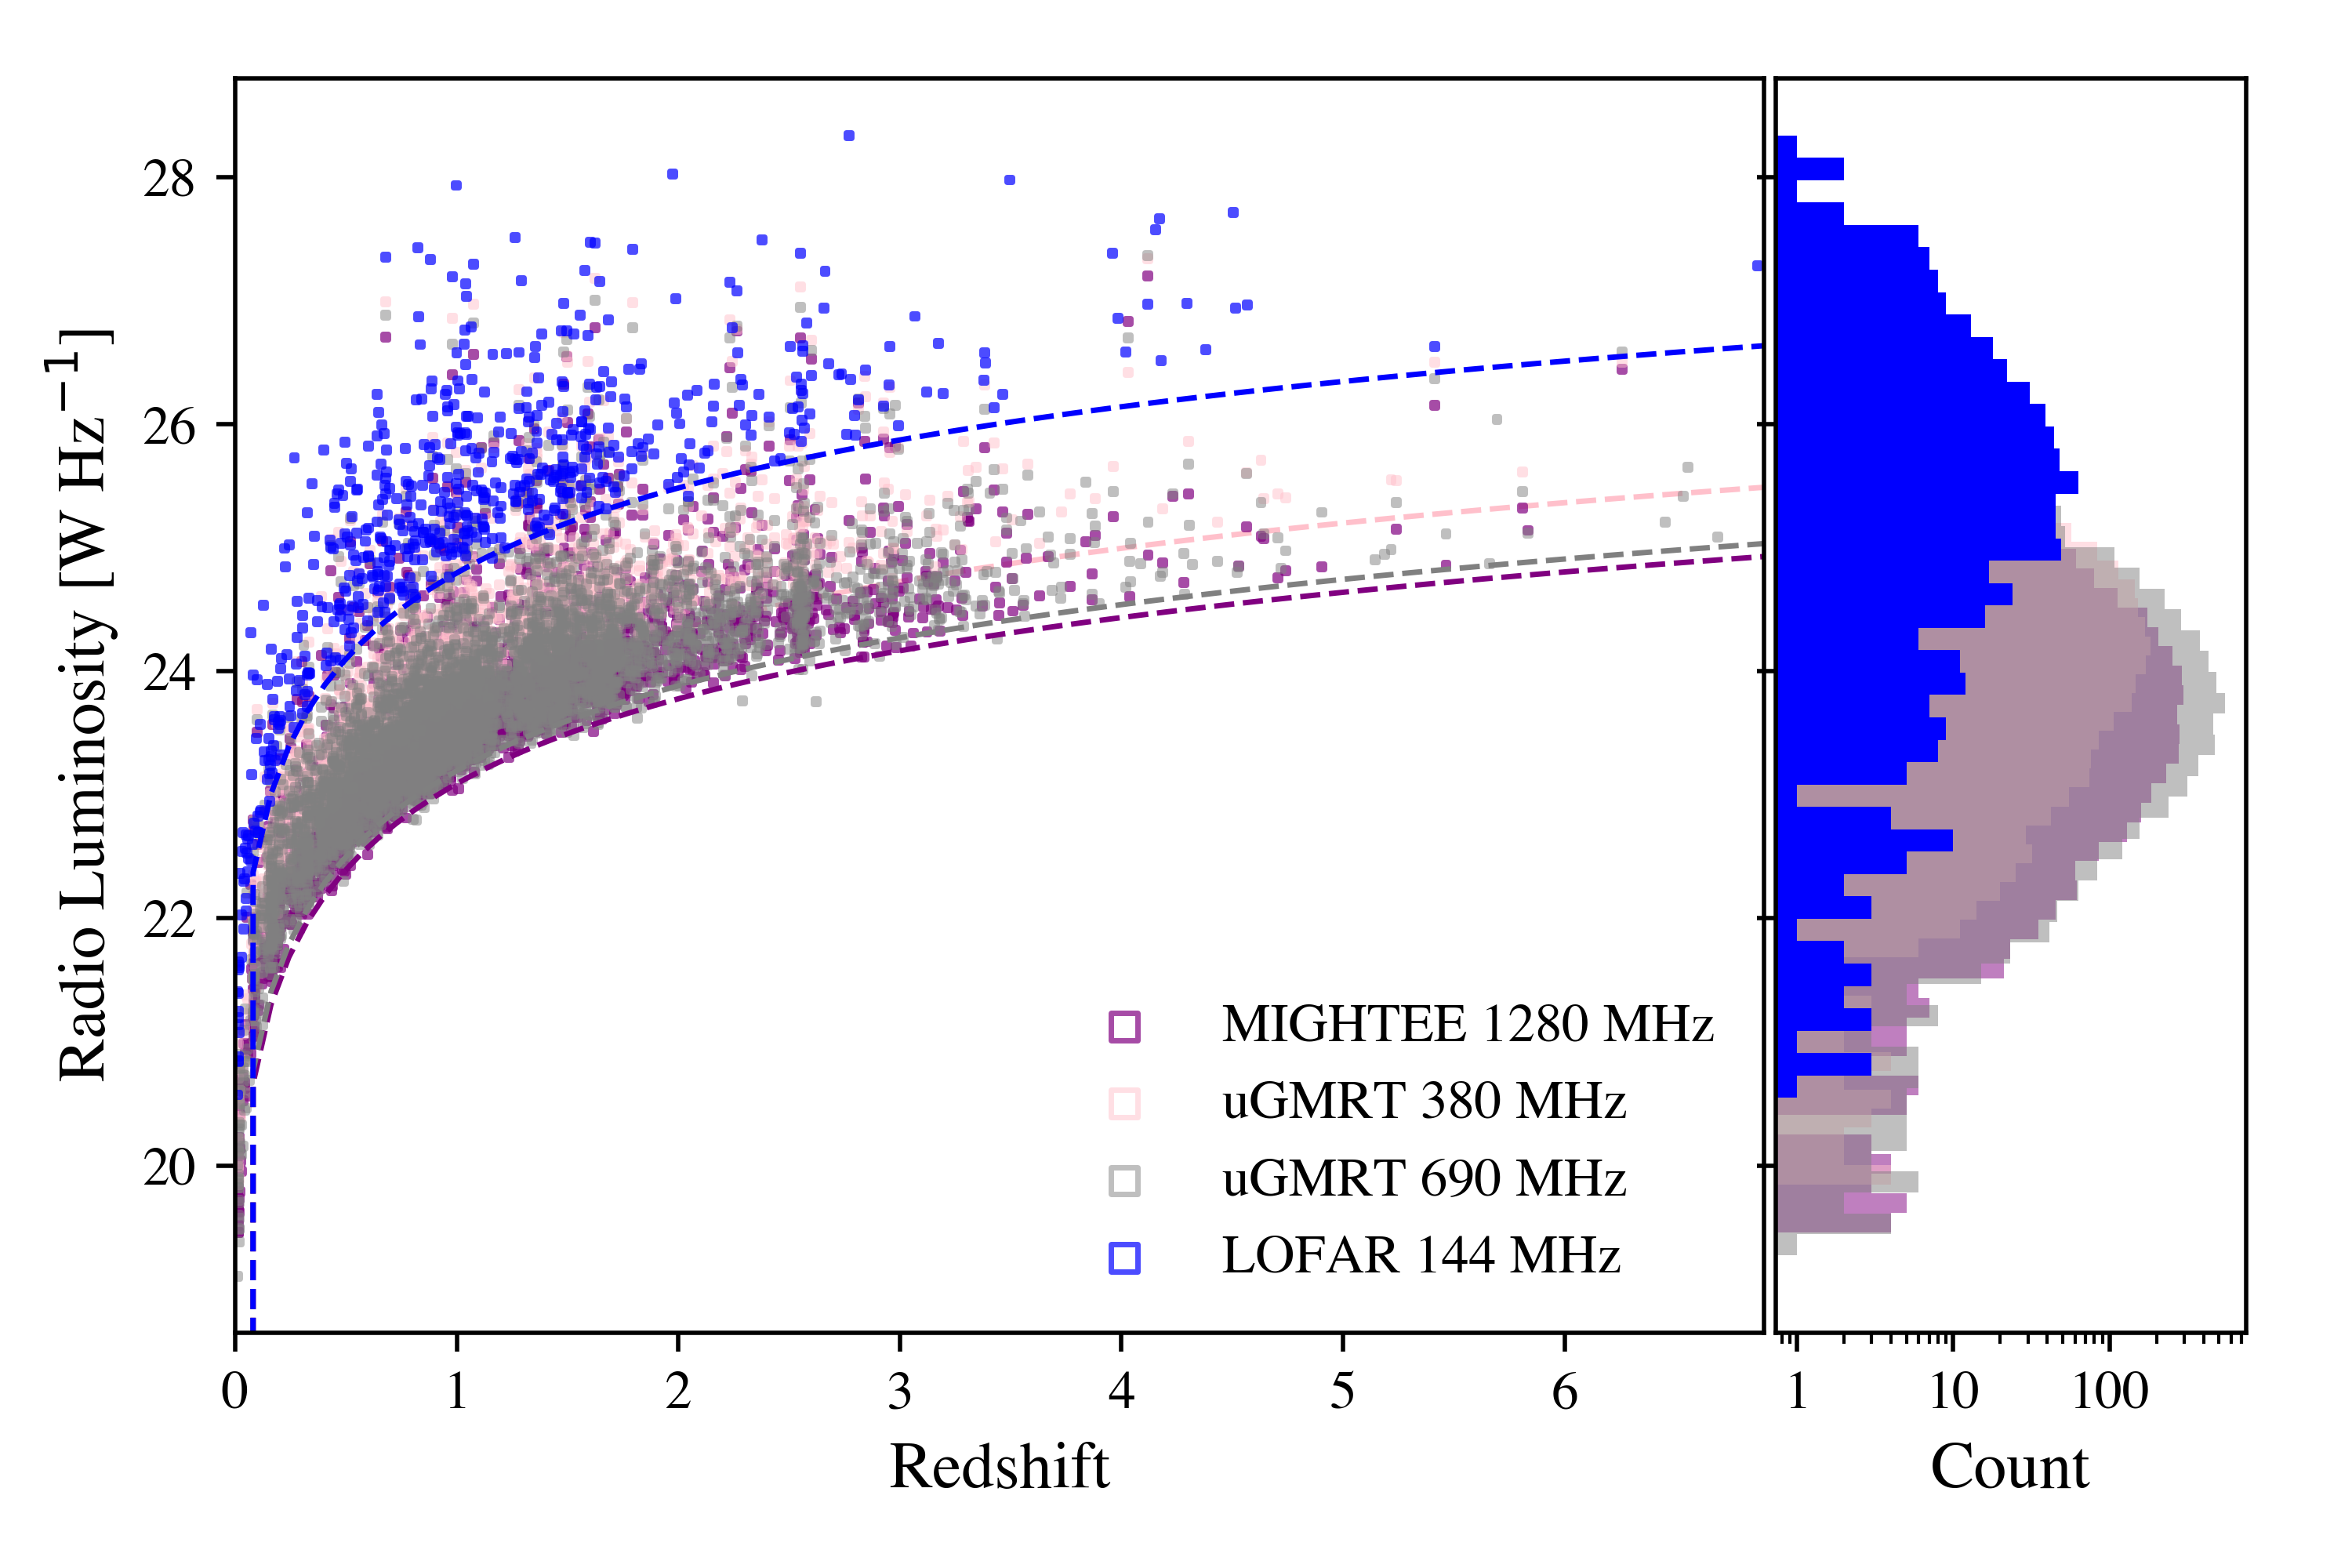 Radio Luminosity [W Hz⁻¹]
28
26
24
22
20
MIGHTEE 1280 MHz
uGMRT 380 MHz
uGMRT 690 MHz
LOFAR 144 MHz
0 1 2 3 4 5 6
Redshift
1 10 100
Count